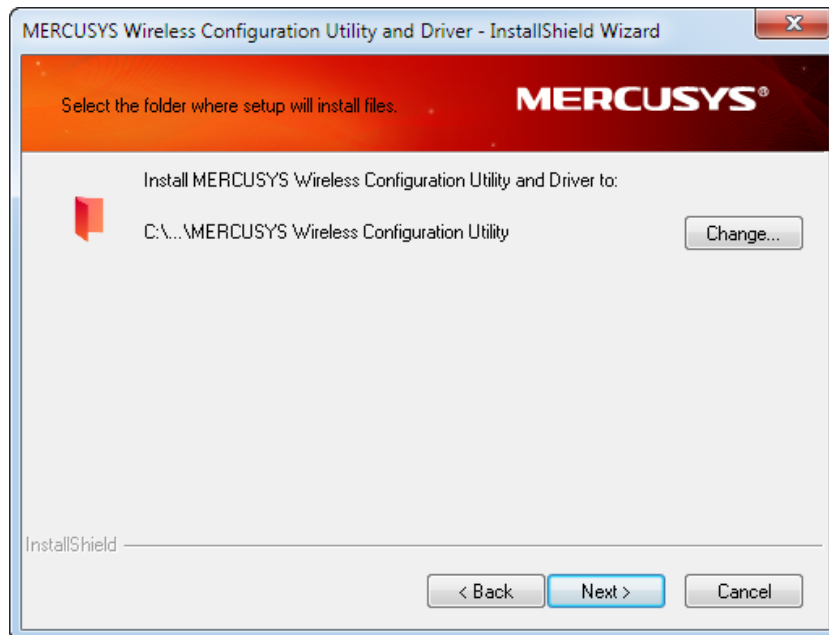 MERCUSYS Wireless Configuration Utility and Driver - InstallShield Wizard
Select the folder where setup will install files.
MERCUSYS®
Install MERCUSYS Wireless Configuration Utility and Driver to:
C:\...\MERCUSYS Wireless Configuration Utility
Change...
InstallShield
< Back
Next >
Cancel